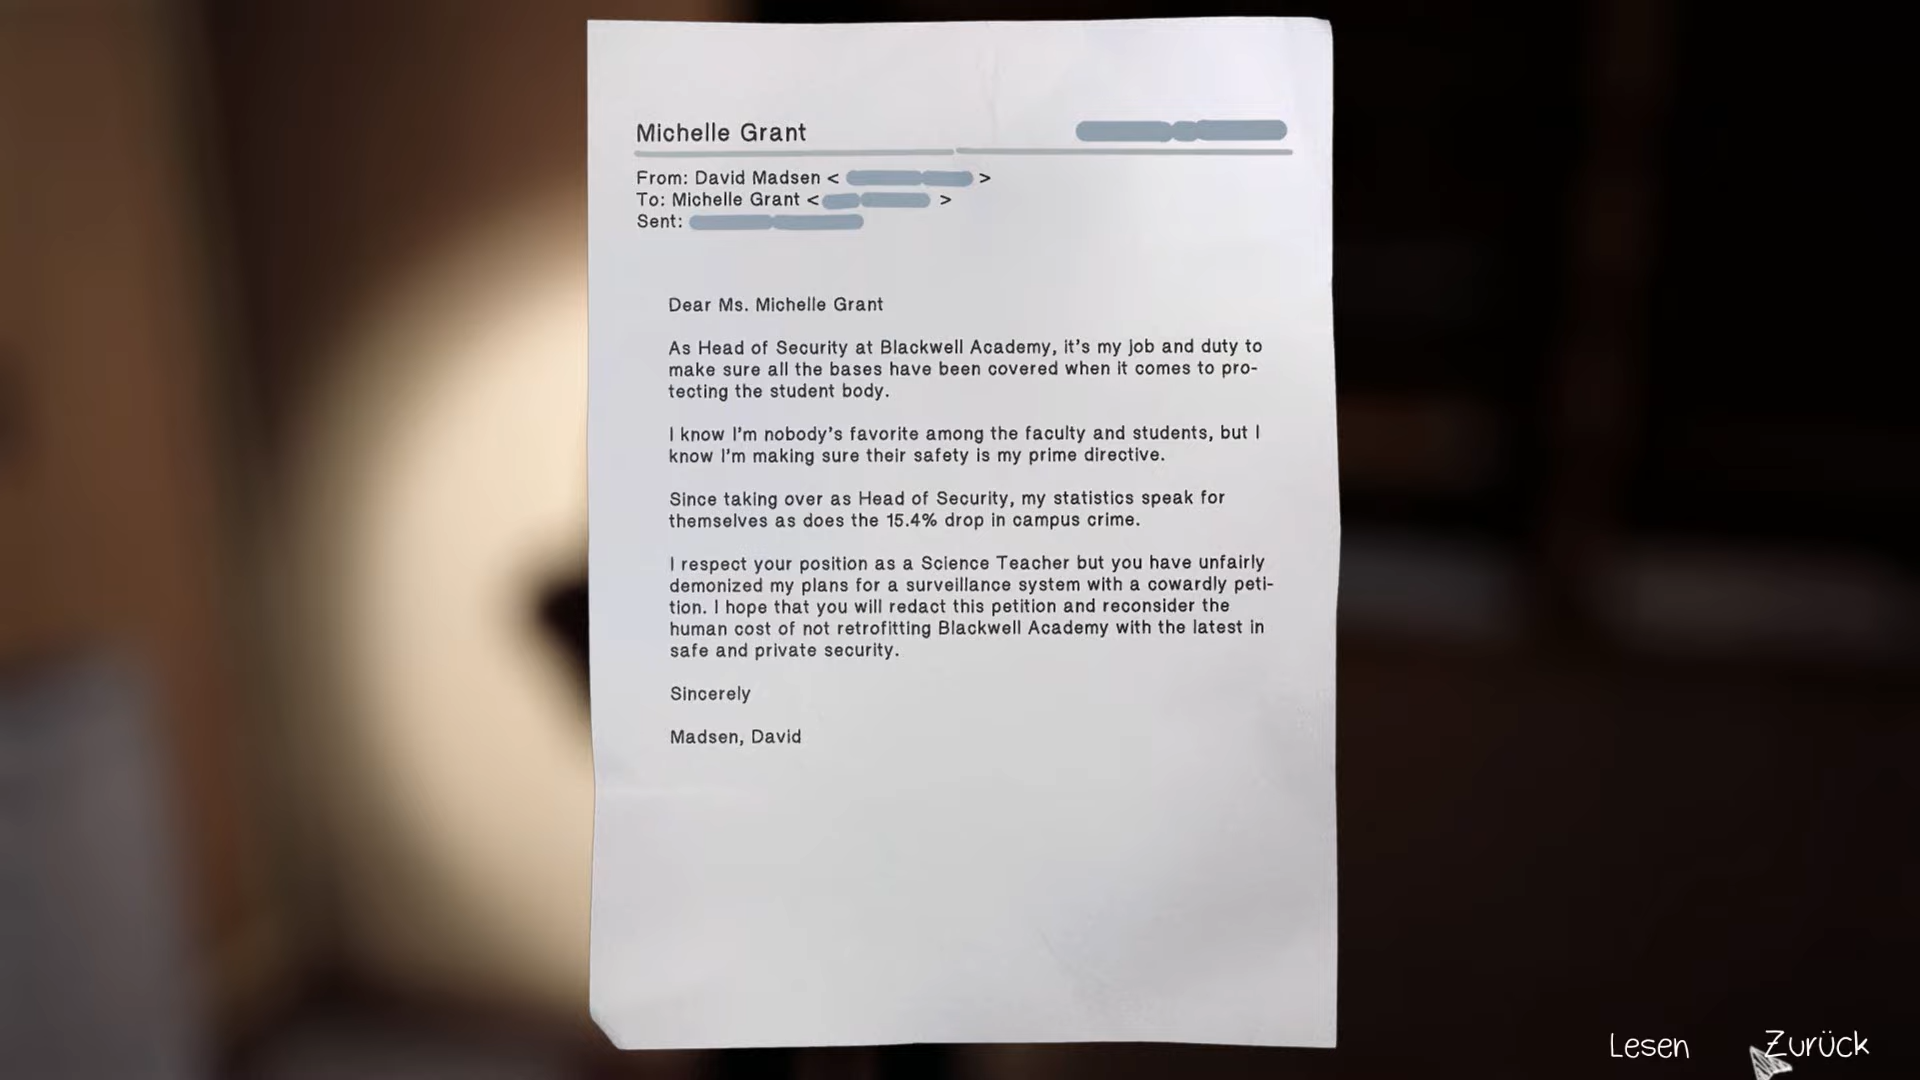 Michelle Grant
From: David Madsen < >
To: Michelle Grant < >
Sent:
Dear Ms. Michelle Grant
As Head of Security at Blackwell Academy, it's my job and duty to
make sure all the bases have been covered when it comes to pro-
tecting the student body.
I know I'm nobody's favorite among the faculty and students, but I
know I'm making sure their safety is my prime directive.
Since taking over as Head of Security, my statistics speak for
themselves as does the 15.4% drop in campus crime.
I respect your position as a Science Teacher but you have unfairly
demonized my plans for a surveillance system with a cowardly peti-
tion. I hope that you will redact this petition and reconsider the
human cost of not retrofitting Blackwell Academy with the latest in
safe and private security.
Sincerely
Madsen, David
Lesen Zurück